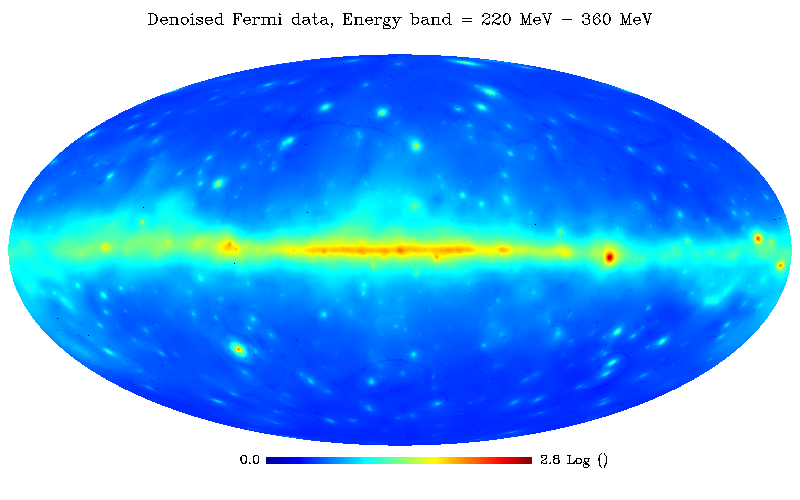 Denoised Fermi data, Energy band = 220 MeV − 360 MeV
0.0 2.8 Log ()